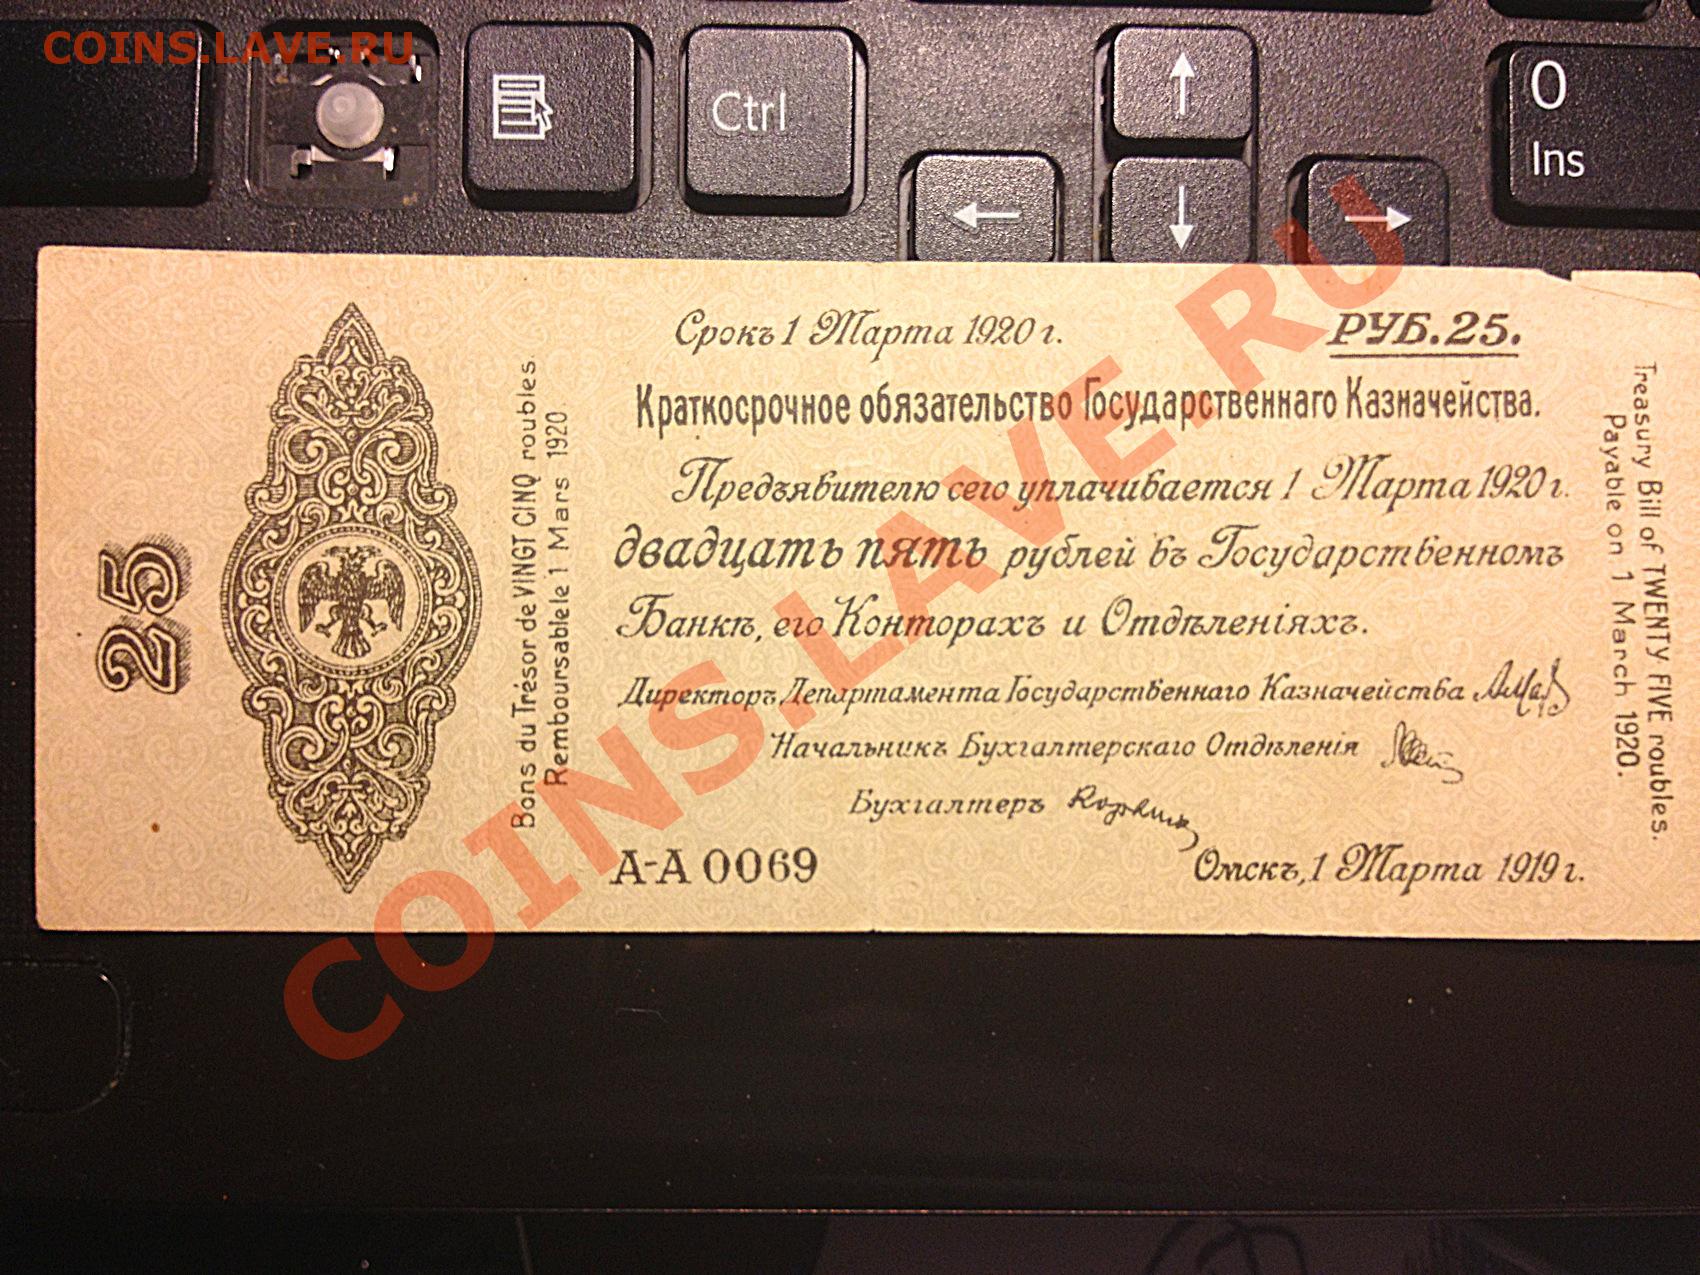 COINS.LAVE.RU
Ctrl
0
Ins
Срокъ 1 Марта 1920 г.
РУБ.25.
Краткосрочное обязательство Государственнаго Казначейства.
Предъявителю сего уплачивается 1 Марта 1920 г.
двадцать пять рублей въ Государственномъ
Банкѣ, его Конторахъ и Отдѣленіяхъ.
Директоръ Департамента Государственнаго Казначейства
Начальникъ Бухгалтерскаго Отдѣленія
Бухгалтеръ
А-А 0069
Омскъ, 1 Марта 1919 г.
25
Bons du Trésor de VINGT CINQ roubles
Remboursable le 1 Mars 1920.
Treasury Bill of TWENTY FIVE roubles.
Payable on 1 March 1920.
COINS.LAVE.RU